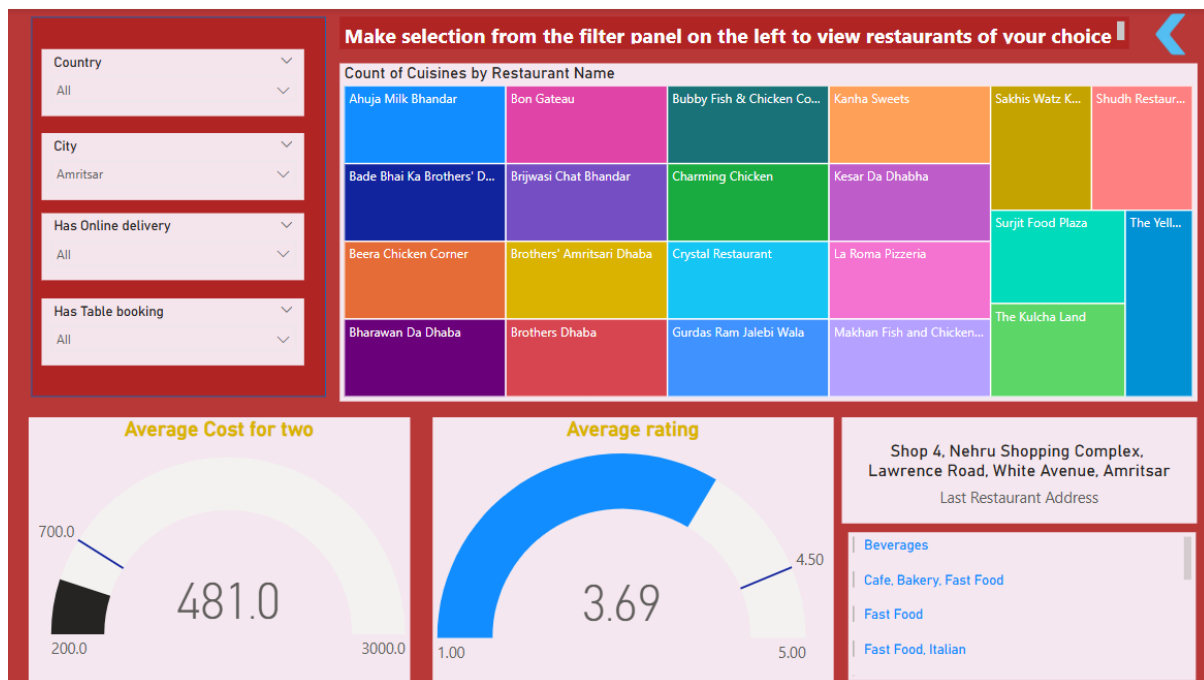 Make selection from the filter panel on the left to view restaurants of your choice
Country
All
City
Amritsar
Has Online delivery
All
Has Table booking
All
Count of Cuisines by Restaurant Name
Ahuja Milk Bhandar
Bon Gateau
Bubby Fish & Chicken Co...
Kanha Sweets
Sakhis Watz K...
Shudh Restaur...
Bade Bhai Ka Brothers' D...
Brijwasi Chat Bhandar
Charming Chicken
Kesar Da Dhabha
Surjit Food Plaza
The Yell...
Beera Chicken Corner
Brothers' Amritsari Dhaba
Crystal Restaurant
La Roma Pizzeria
The Kulcha Land
Bharawan Da Dhaba
Brothers Dhaba
Gurdas Ram Jalebi Wala
Makhan Fish and Chicken...
Average Cost for two
700.0
481.0
200.0
3000.0
Average rating
4.50
3.69
1.00
5.00
Shop 4, Nehru Shopping Complex,
Lawrence Road, White Avenue, Amritsar
Last Restaurant Address
Beverages
Cafe, Bakery, Fast Food
Fast Food
Fast Food, Italian